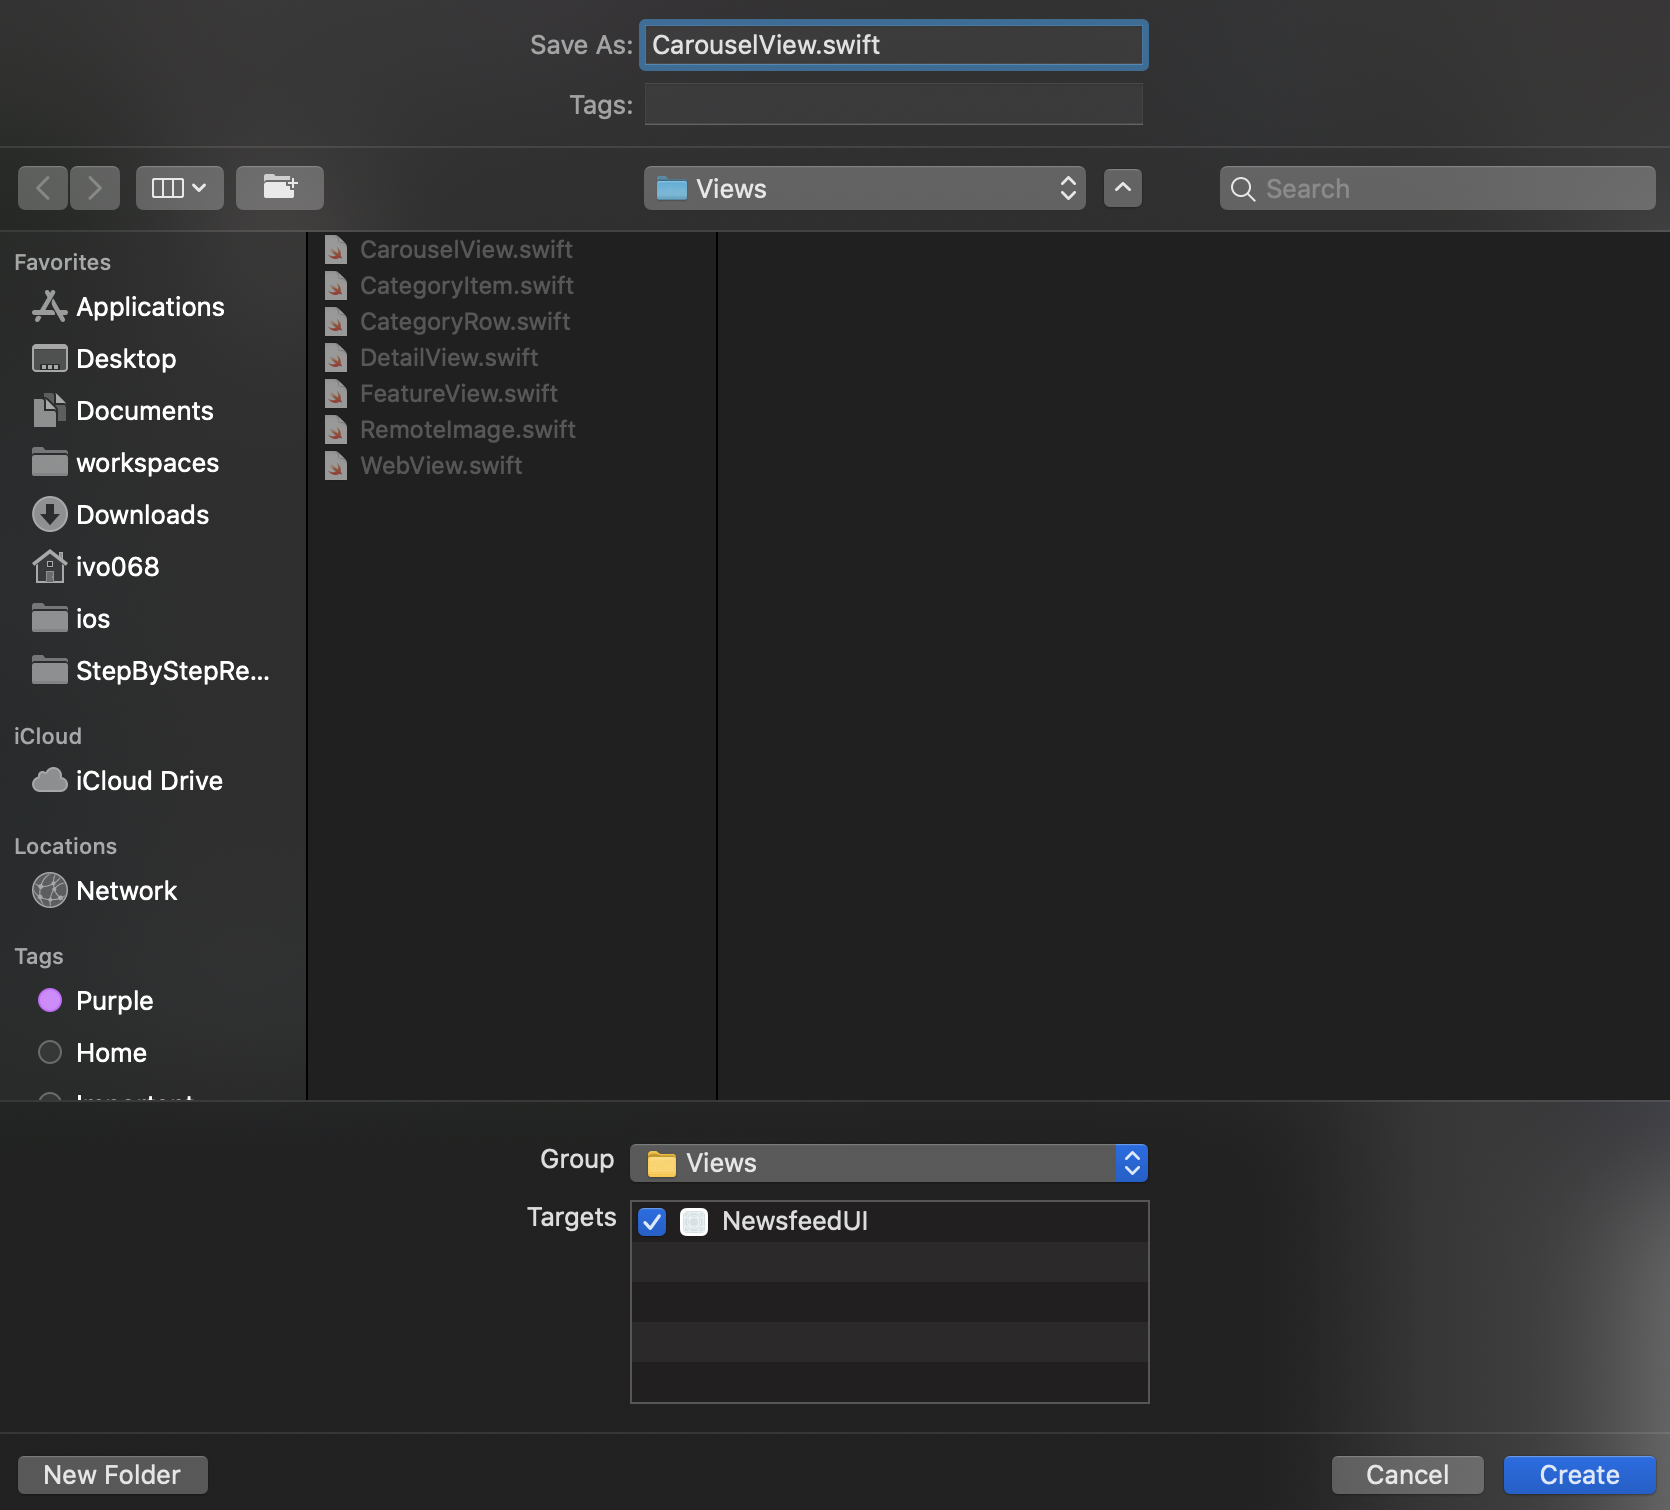 Save As: CarouselView.swift
Tags:
Views
Search
Favorites
Applications
Desktop
Documents
workspaces
Downloads
ivo068
ios
StepByStepRe...
iCloud
iCloud Drive
Locations
Network
Tags
Purple
Home
CarouselView.swift
CategoryItem.swift
CategoryRow.swift
DetailView.swift
FeatureView.swift
RemoteImage.swift
WebView.swift
Group Views
Targets NewsfeedUI
New Folder
Cancel
Create